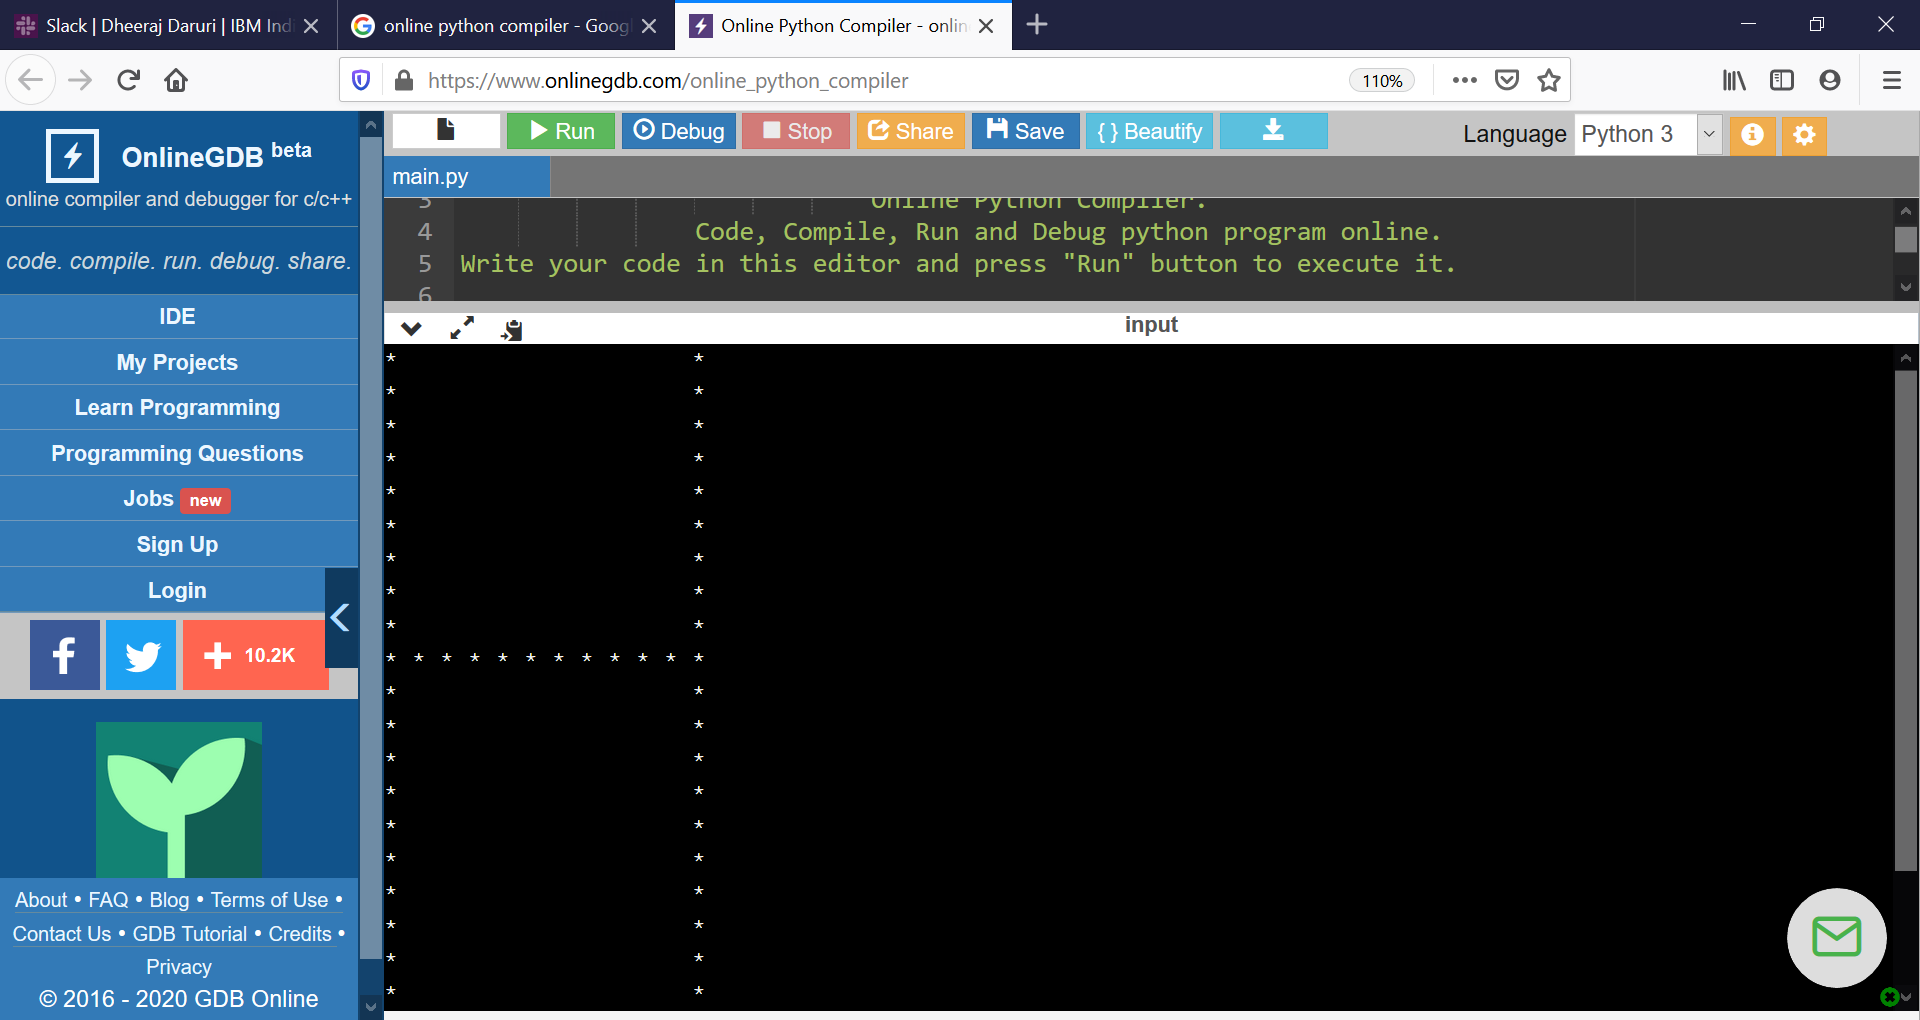 Slack | Dheeraj Daruri | IBM Ind
online python compiler - Goog
Online Python Compiler - onlin
https://www.onlinegdb.com/online_python_compiler
110%
OnlineGDB beta
online compiler and debugger for c/c++
code. compile. run. debug. share.
IDE
My Projects
Learn Programming
Programming Questions
Jobs new
Sign Up
Login
10.2K
About • FAQ • Blog • Terms of Use •
Contact Us • GDB Tutorial • Credits •
Privacy
© 2016 - 2020 GDB Online
Run
Debug
Stop
Share
Save
{ } Beautify
Language Python 3
main.py
3 Online Python Compiler.
4 Code, Compile, Run and Debug python program online.
5 Write your code in this editor and press "Run" button to execute it.
6
input
* *
* *
* *
* *
* *
* *
* *
* *
* *
* * * * * * * * * * * *
* *
* *
* *
* *
* *
* *
* *
* *
* *
* *